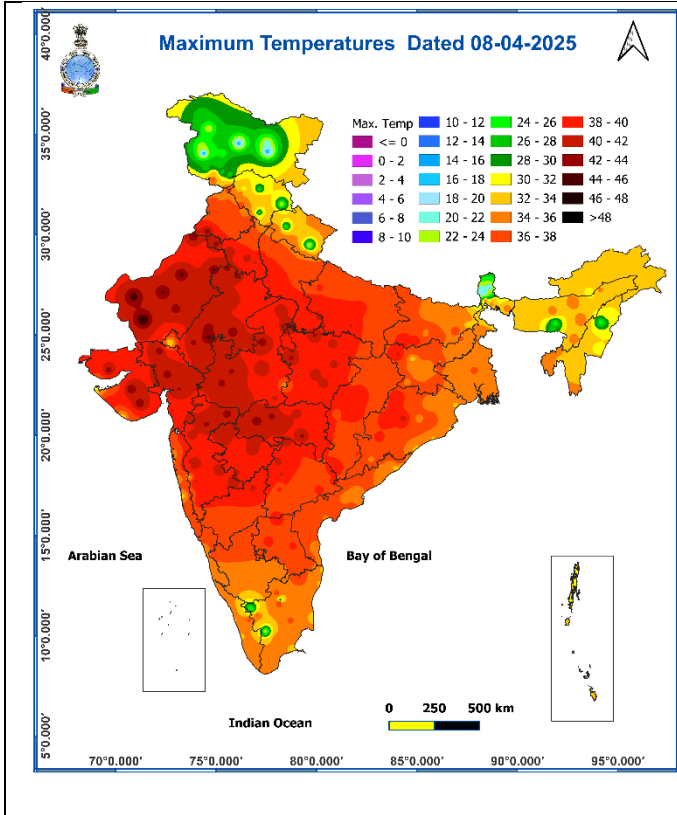 Maximum Temperatures Dated 08-04-2025
Max. Temp
<= 0
0 - 2
2 - 4
4 - 6
6 - 8
8 - 10
10 - 12
12 - 14
14 - 16
16 - 18
18 - 20
20 - 22
22 - 24
24 - 26
26 - 28
28 - 30
30 - 32
32 - 34
34 - 36
36 - 38
38 - 40
40 - 42
42 - 44
44 - 46
46 - 48
>48
40°0.000'
35°0.000'
30°0.000'
25°0.000'
20°0.000'
15°0.000'
10°0.000'
5°0.000'
Arabian Sea
Bay of Bengal
Indian Ocean
0 250 500 km
70°0.000' 75°0.000' 80°0.000' 85°0.000' 90°0.000' 95°0.000'